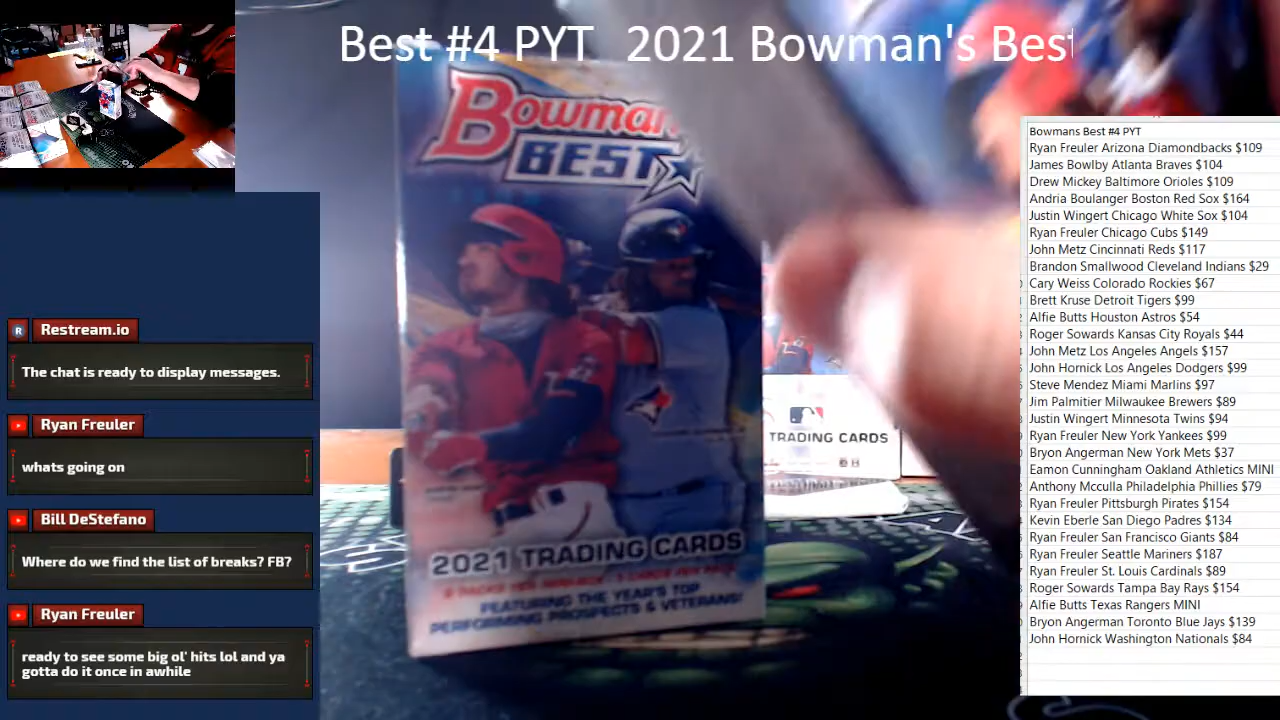 Best #4 PYT 2021 Bowman's Best
Bowman
BEST
2021 TRADING CARDS
FEATURING THE YEAR'S TOP
PERFORMING PROSPECTS & VETERANS!
TRADING CARDS
Restream.io
The chat is ready to display messages.
Ryan Freuler
whats going on
Bill DeStefano
Where do we find the list of breaks? FB?
Ryan Freuler
ready to see some big ol' hits lol and ya
gotta do it once in awhile
Bowmans Best #4 PYT
Ryan Freuler Arizona Diamondbacks $109
James Bowlby Atlanta Braves $104
Drew Mickey Baltimore Orioles $109
Andria Boulanger Boston Red Sox $164
Justin Wingert Chicago White Sox $104
Ryan Freuler Chicago Cubs $149
John Metz Cincinnati Reds $117
Brandon Smallwood Cleveland Indians $29
Cary Weiss Colorado Rockies $67
Brett Kruse Detroit Tigers $99
Alfie Butts Houston Astros $54
Roger Sowards Kansas City Royals $44
John Metz Los Angeles Angels $157
John Hornick Los Angeles Dodgers $99
Steve Mendez Miami Marlins $97
Jim Palmitier Milwaukee Brewers $89
Justin Wingert Minnesota Twins $94
Ryan Freuler New York Yankees $99
Bryon Angerman New York Mets $37
Eamon Cunningham Oakland Athletics MINI
Anthony Mcculla Philadelphia Phillies $79
Ryan Freuler Pittsburgh Pirates $154
Kevin Eberle San Diego Padres $134
Ryan Freuler San Francisco Giants $84
Ryan Freuler Seattle Mariners $187
Ryan Freuler St. Louis Cardinals $89
Roger Sowards Tampa Bay Rays $154
Alfie Butts Texas Rangers MINI
Bryon Angerman Toronto Blue Jays $139
John Hornick Washington Nationals $84